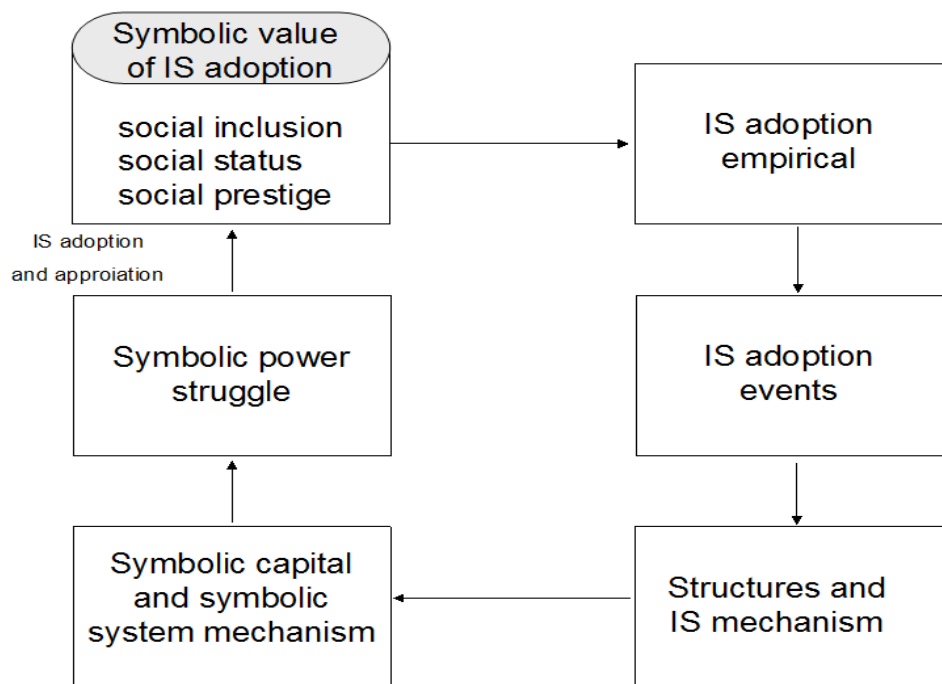 Symbolic value
of IS adoption
social inclusion
social status
social prestige
IS adoption
empirical
IS adoption
and approiation
Symbolic power
struggle
IS adoption
events
Symbolic capital
and symbolic
system mechanism
Structures and
IS mechanism